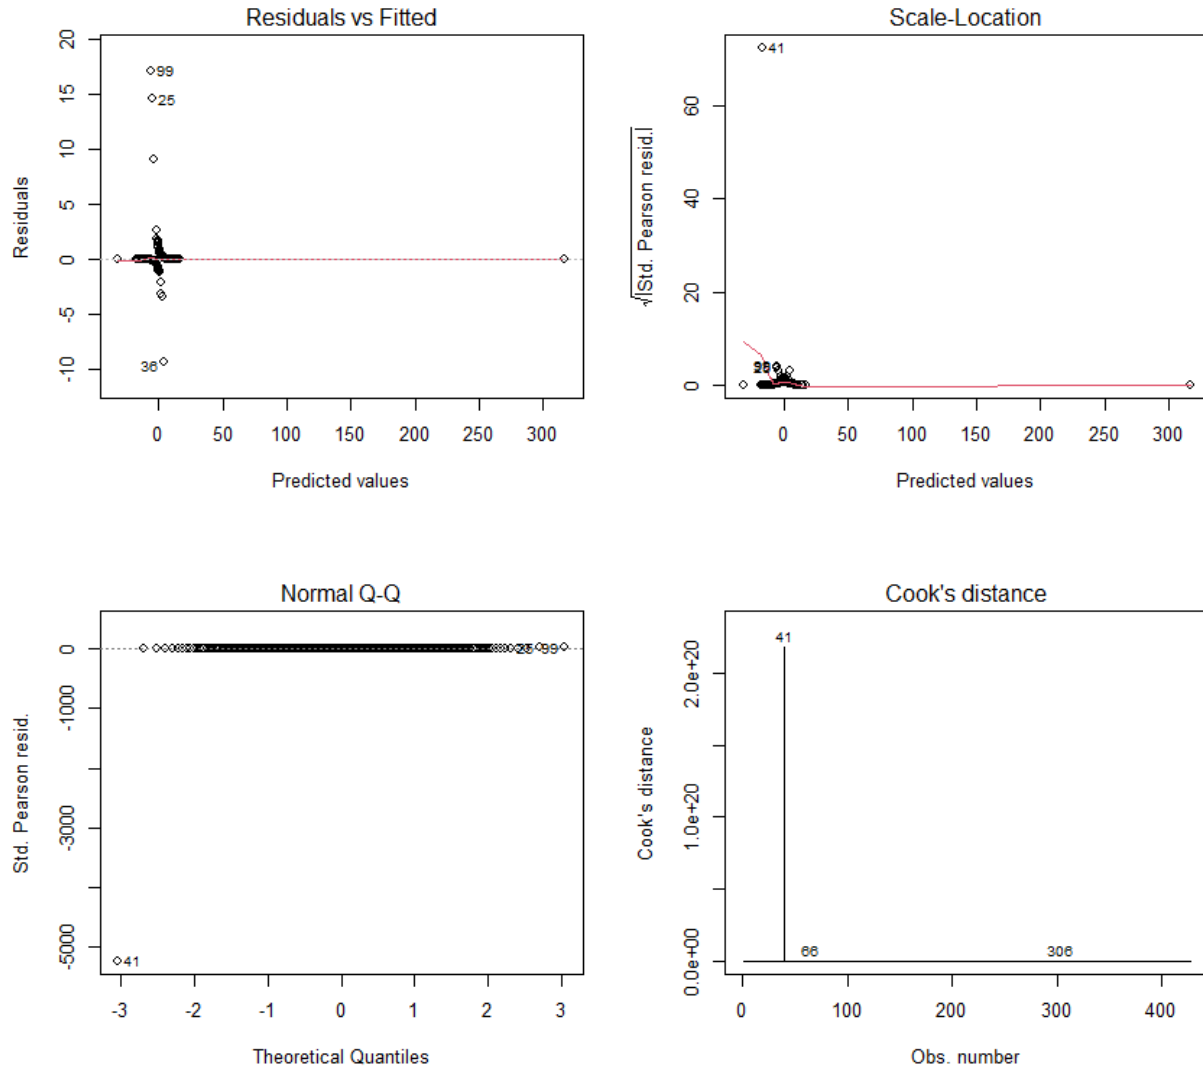 Residuals vs Fitted
20
15
10
5
0
-5
-10
99
25
36
Residuals
0 50 100 150 200 250 300
Predicted values
Scale-Location
60
40
20
0
41
99
√|Std. Pearson resid.|
0 50 100 150 200 250 300
Predicted values
Normal Q-Q
0
-1000
-3000
-5000
25 99
41
Std. Pearson resid.
-3 -2 -1 0 1 2 3
Theoretical Quantiles
Cook's distance
2.0e+20
1.0e+20
0.0e+00
41
66 306
Cook's distance
0 100 200 300 400
Obs. number